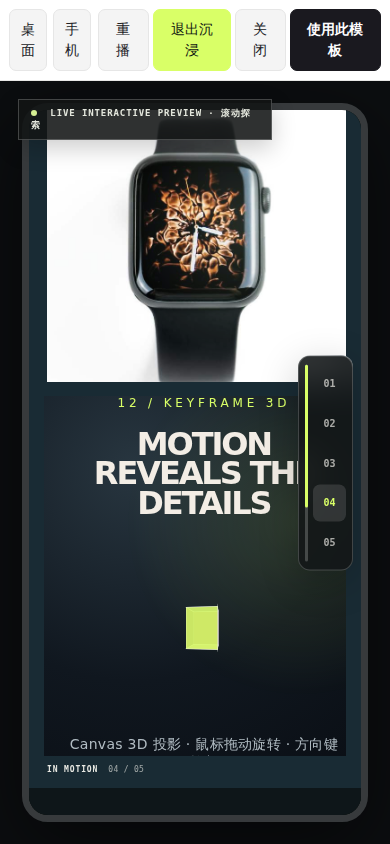 桌
面
手
机
重
播
退出沉
浸
关
闭
使用此模
板
LIVE INTERACTIVE PREVIEW · 滚动探
索
01
02
03
04
05
12 / KEYFRAME 3D
MOTION
REVEALS THE
DETAILS
Canvas 3D 投影 · 鼠标拖动旋转 · 方向键
IN MOTION 04 / 05